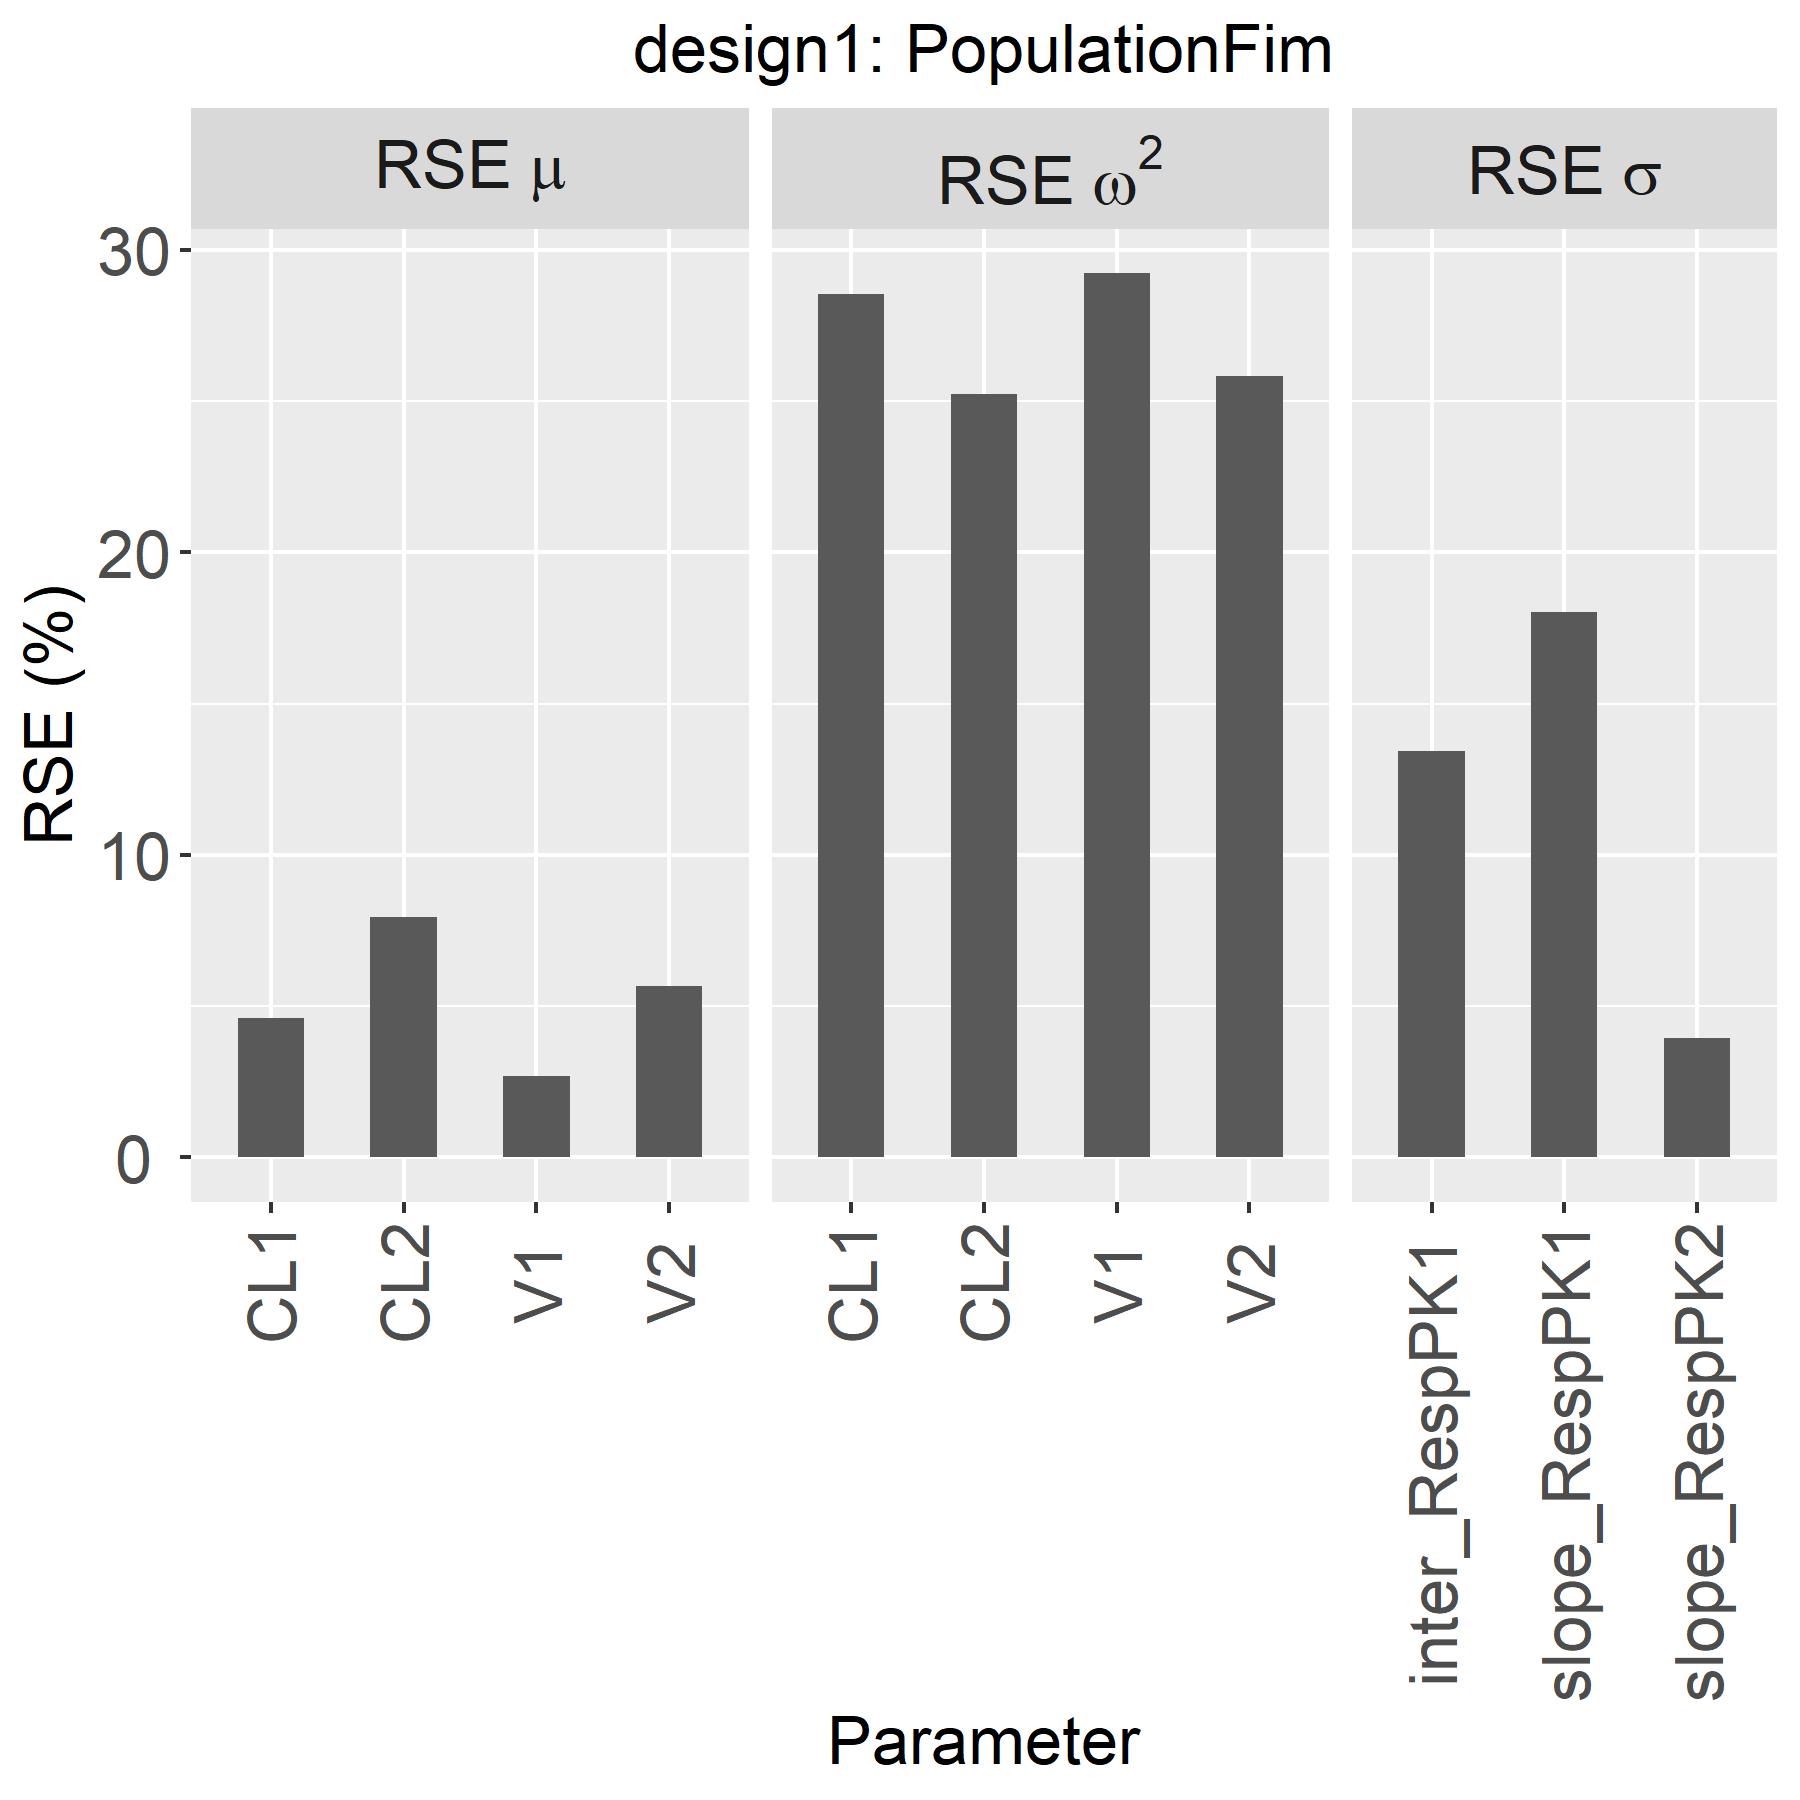 design1: PopulationFim
RSE μ
RSE ω²
RSE σ
30
20
10
0
RSE (%)
CL1
CL2
V1
V2
CL1
CL2
V1
V2
inter_RespPK1
slope_RespPK1
slope_RespPK2
Parameter